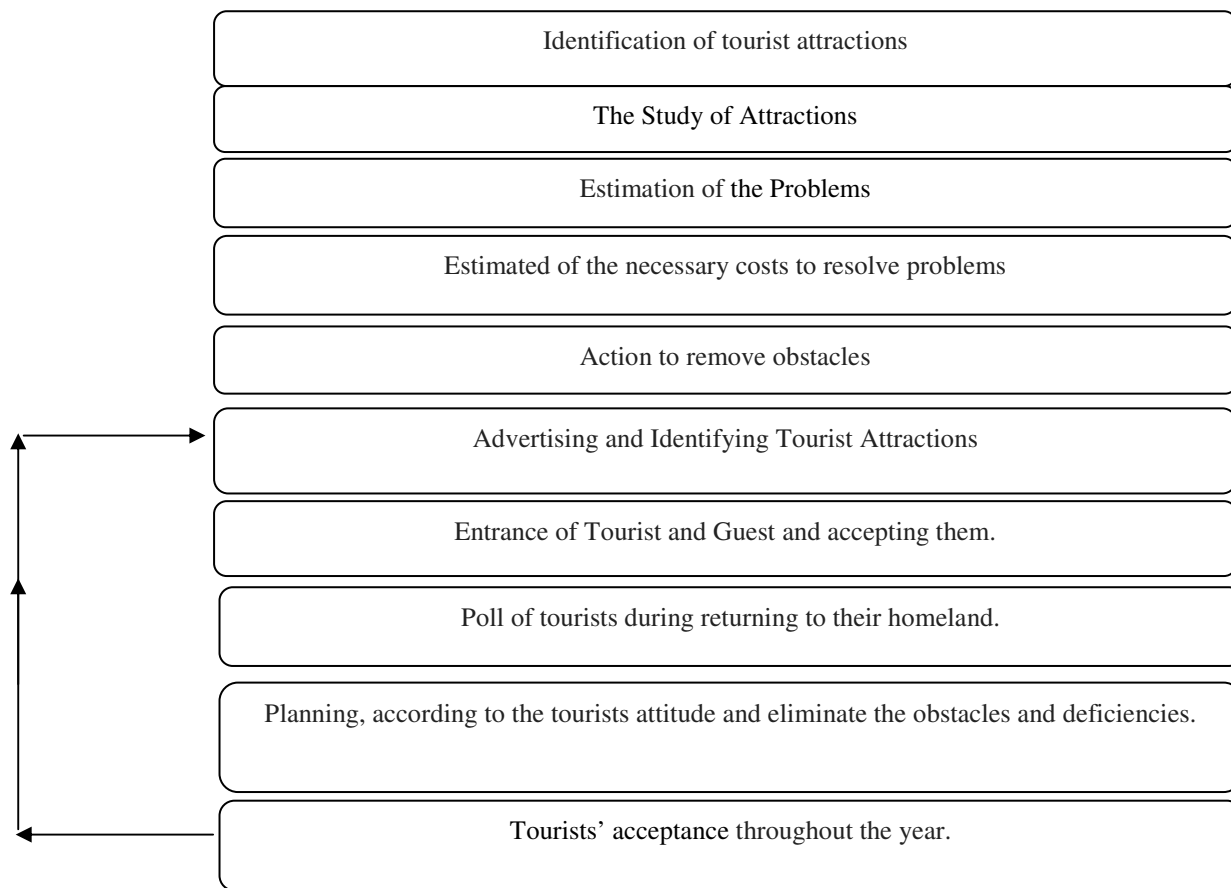 Identification of tourist attractions
The Study of Attractions
Estimation of the Problems
Estimated of the necessary costs to resolve problems
Action to remove obstacles
Advertising and Identifying Tourist Attractions
Entrance of Tourist and Guest and accepting them.
Poll of tourists during returning to their homeland.
Planning, according to the tourists attitude and eliminate the obstacles and deficiencies.
Tourists’ acceptance throughout the year.